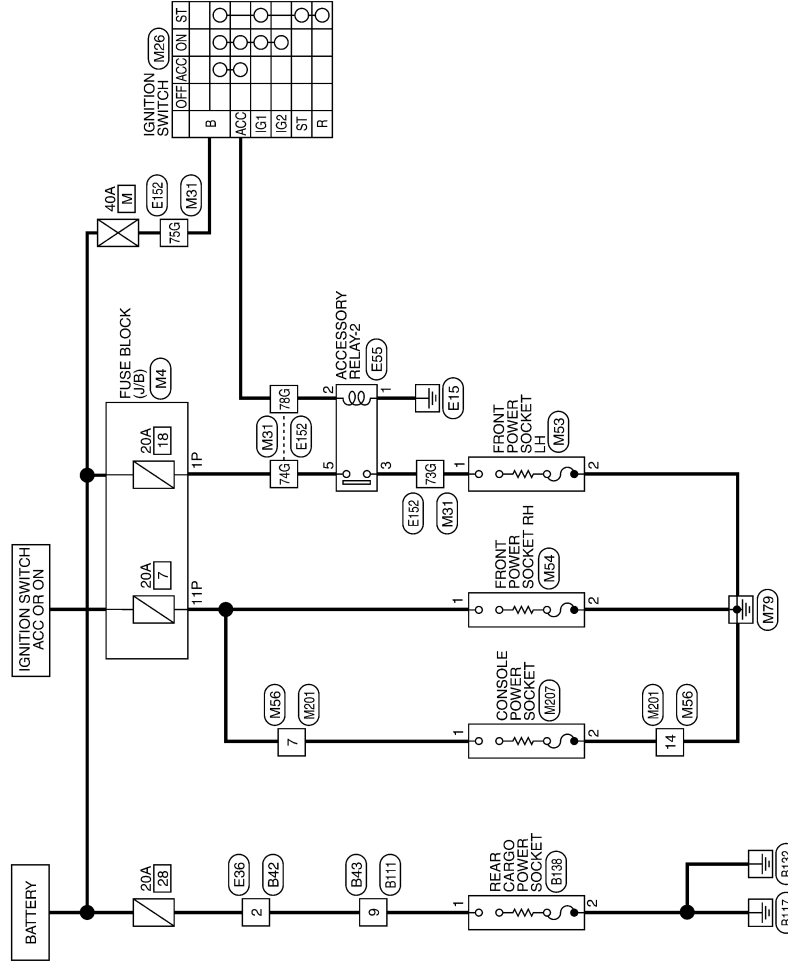 IGNITION
SWITCH
M26
OFF
ACC
ON
ST
B
ACC
IG1
IG2
ST
R
40A
M
E152
M31
75G
FUSE BLOCK
(J/B)
M4
20A
18
1P
IGNITION SWITCH
ACC OR ON
20A
7
11P
BATTERY
20A
28
M31
E152
74G
78G
ACCESSORY
RELAY-2
E55
5
2
3
1
E15
E152
M31
73G
FRONT
POWER
SOCKET
LH
M53
1
2
FRONT
POWER
SOCKET RH
M54
1
2
M56
M201
7
CONSOLE
POWER
SOCKET
M207
1
2
M201
M56
14
M79
E36
B42
2
B43
B111
9
REAR
CARGO
POWER
SOCKET
B138
1
2
B117
B132